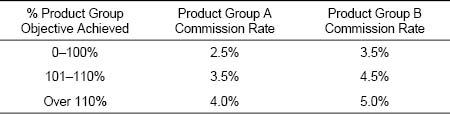 % Product Group Product Group A Product Group B
Objective Achieved Commission Rate Commission Rate
0–100% 2.5% 3.5%
101–110% 3.5% 4.5%
Over 110% 4.0% 5.0%